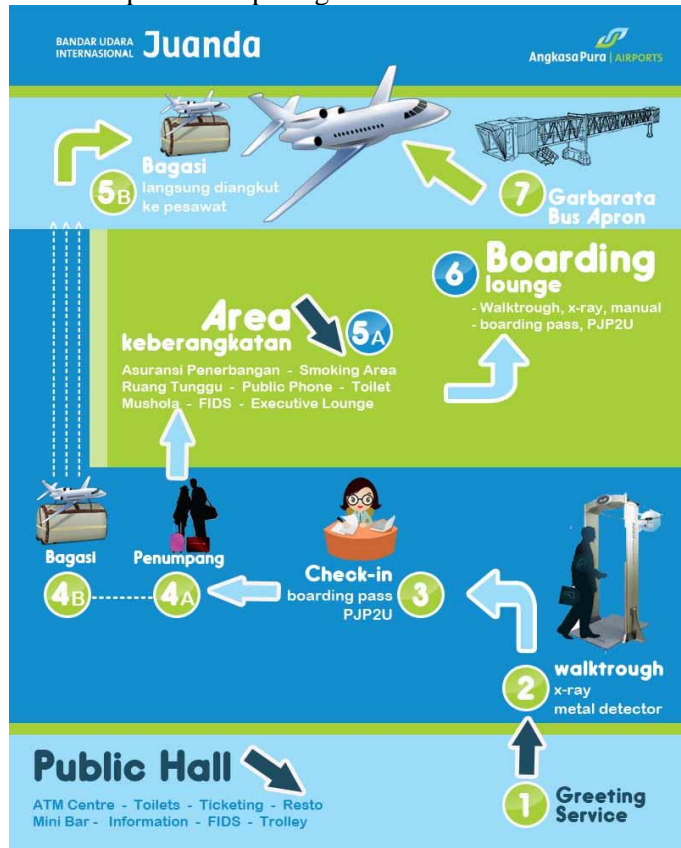 BANDAR UDARA
INTERNASIONAL
Juanda
AngkasaPura | AIRPORTS
5B
Bagasi
langsung diangkut
ke pesawat
7
Garbarata
Bus Apron
6
Boarding
lounge
- Walktrough, x-ray, manual
- boarding pass, PJP2U
Area
keberangkatan
5A
Asuransi Penerbangan - Smoking Area
Ruang Tunggu - Public Phone - Toilet
Mushola - FIDS - Executive Lounge
Bagasi
4B
Penumpang
4A
Check-in
boarding pass
PJP2U
3
2
walktrough
x-ray
metal detector
Public Hall
ATM Centre - Toilets - Ticketing - Resto
Mini Bar - Information - FIDS - Trolley
1
Greeting
Service